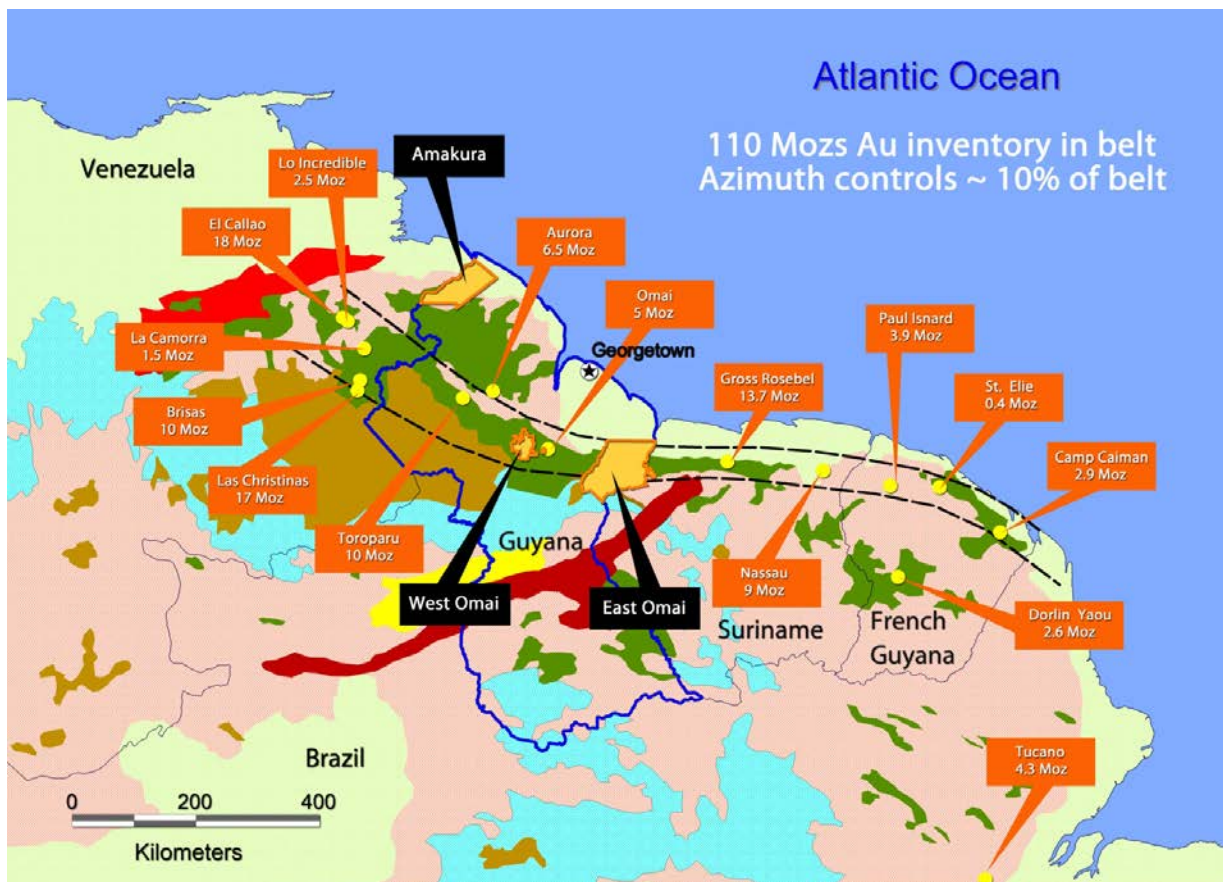 Atlantic Ocean
110 Mozs Au inventory in belt
Azimuth controls ~ 10% of belt
Venezuela
Lo Incredible
2.5 Moz
Amakura
El Callao
18 Moz
Aurora
6.5 Moz
Omai
5 Moz
La Camorra
1.5 Moz
Georgetown
Paul Isnard
3.9 Moz
Gross Rosebel
13.7 Moz
St. Elie
0.4 Moz
Brisas
10 Moz
Camp Caiman
2.9 Moz
Las Christinas
17 Moz
Toroparu
10 Moz
Guyana
Nassau
9 Moz
West Omai
East Omai
Suriname
French
Guyana
Dorlin Yaou
2.6 Moz
Brazil
Tucano
4.3 Moz
0 200 400
Kilometers